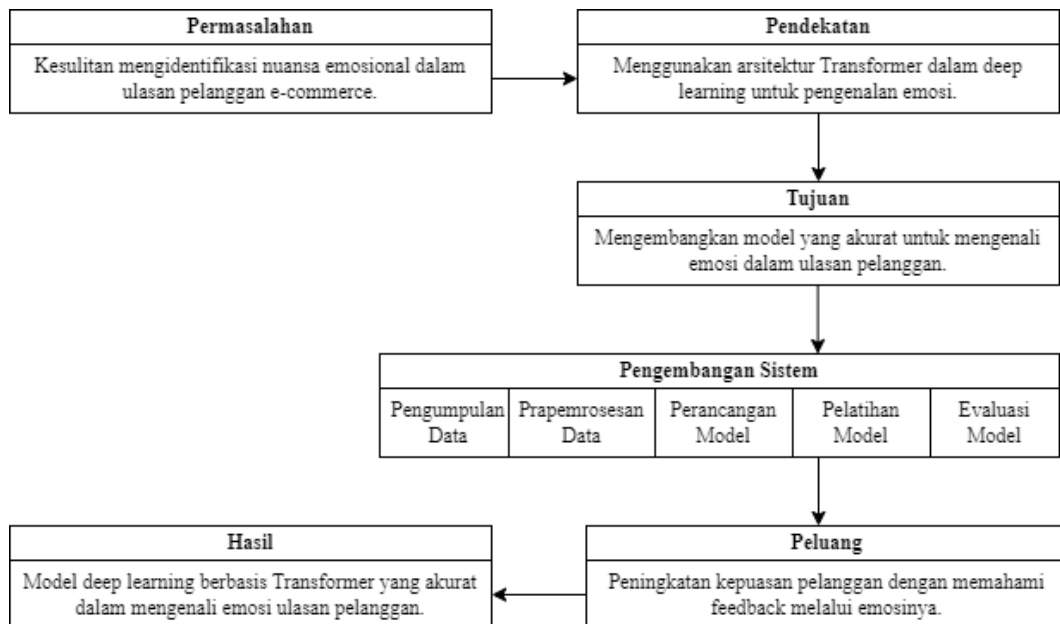 Permasalahan
Kesulitan mengidentifikasi nuansa emosional dalam
ulasan pelanggan e-commerce.
Pendekatan
Menggunakan arsitektur Transformer dalam deep
learning untuk pengenalan emosi.
Tujuan
Mengembangkan model yang akurat untuk mengenali
emosi dalam ulasan pelanggan.
Pengembangan Sistem
Pengumpulan
Data
Prapemrosesan
Data
Perancangan
Model
Pelatihan
Model
Evaluasi
Model
Peluang
Peningkatan kepuasan pelanggan dengan memahami
feedback melalui emosinya.
Hasil
Model deep learning berbasis Transformer yang akurat
dalam mengenali emosi ulasan pelanggan.